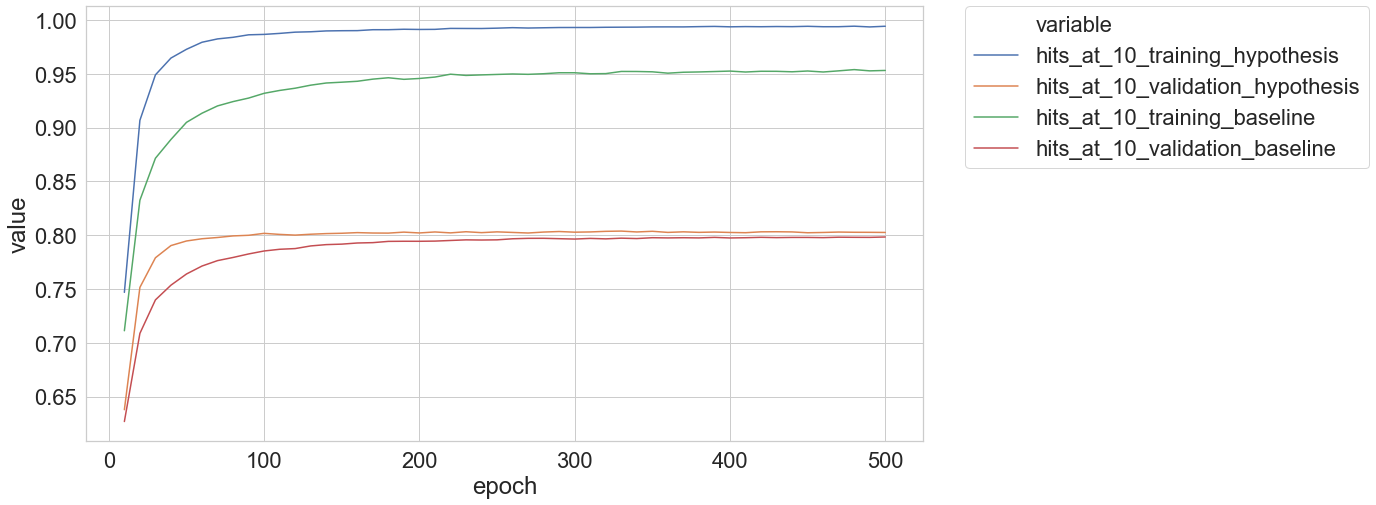 1.00
0.95
0.90
0.85
0.80
0.75
0.70
0.65
value
0 100 200 300 400 500
epoch
variable
hits_at_10_training_hypothesis
hits_at_10_validation_hypothesis
hits_at_10_training_baseline
hits_at_10_validation_baseline